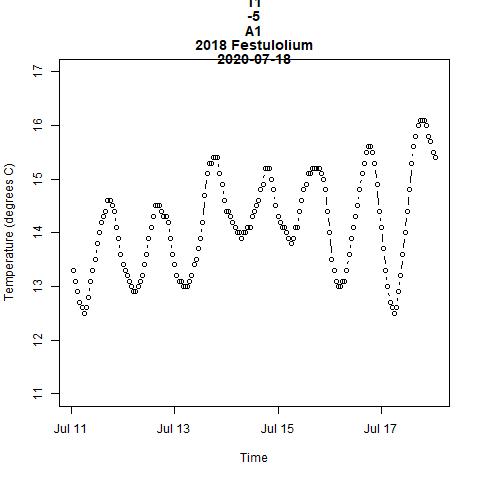 -5
A1
2018 Festulolium
2020-07-18
17
16
15
14
13
12
11
Temperature (degrees C)
Jul 11
Jul 13
Jul 15
Jul 17
Time